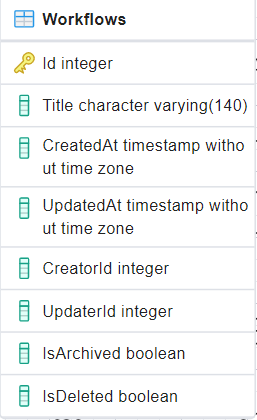 Workflows
Id integer
Title character varying(140)
CreatedAt timestamp witho
ut time zone
UpdatedAt timestamp witho
ut time zone
CreatorId integer
UpdaterId integer
IsArchived boolean
IsDeleted boolean